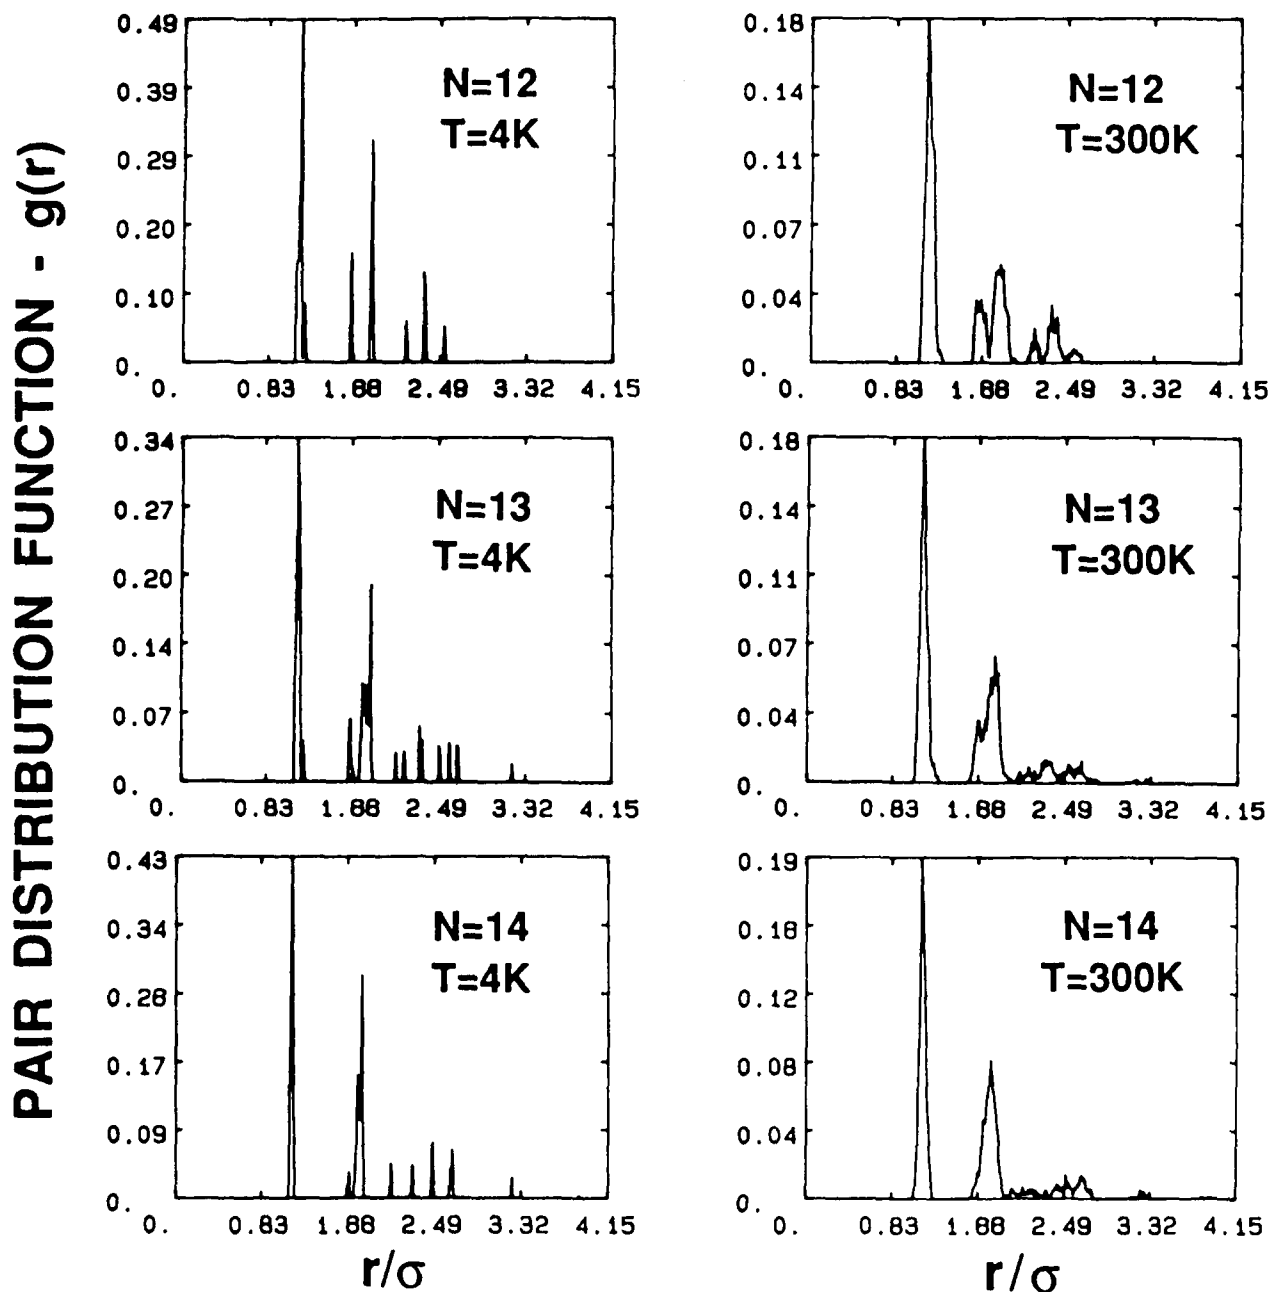 PAIR DISTRIBUTION FUNCTION - g(r)
0.49
0.39
0.29
0.20
0.10
0.
N=12
T=4K
0. 0.83 1.66 2.49 3.32 4.15
0.18
0.14
0.11
0.07
0.04
0.
N=12
T=300K
0. 0.83 1.66 2.49 3.32 4.15
0.34
0.27
0.20
0.14
0.07
0.
N=13
T=4K
0. 0.83 1.66 2.49 3.32 4.15
0.18
0.14
0.11
0.07
0.04
0.
N=13
T=300K
0. 0.83 1.66 2.49 3.32 4.15
0.43
0.34
0.26
0.17
0.09
0.
N=14
T=4K
0. 0.83 1.66 2.49 3.32 4.15
r/σ
0.19
0.16
0.12
0.08
0.04
0.
N=14
T=300K
0. 0.83 1.66 2.49 3.32 4.15
r/σ